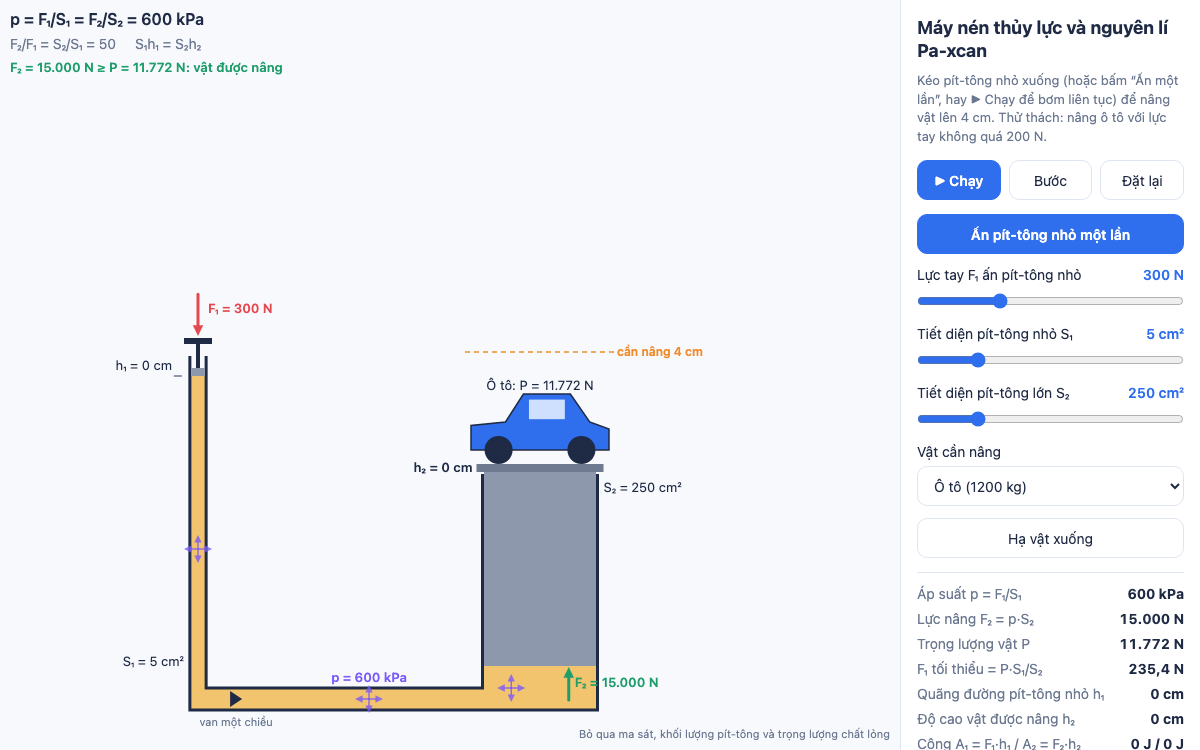 p = F₁/S₁ = F₂/S₂ = 600 kPa
F₂/F₁ = S₂/S₁ = 50 S₁h₁ = S₂h₂
F₂ = 15.000 N ≥ P = 11.772 N: vật được nâng
F₁ = 300 N
h₁ = 0 cm
cần nâng 4 cm
Ô tô: P = 11.772 N
h₂ = 0 cm
S₂ = 250 cm²
S₁ = 5 cm²
p = 600 kPa
F₂ = 15.000 N
van một chiều
Bỏ qua ma sát, khối lượng pít-tông và trọng lượng chất lỏng
Máy nén thủy lực và nguyên lí
Pa-xcan
Kéo pít-tông nhỏ xuống (hoặc bấm “Ấn một
lần”, hay ▶ Chạy để bơm liên tục) để nâng
vật lên 4 cm. Thử thách: nâng ô tô với lực
tay không quá 200 N.
▶ Chạy
Bước
Đặt lại
Ấn pít-tông nhỏ một lần
Lực tay F₁ ấn pít-tông nhỏ 300 N
Tiết diện pít-tông nhỏ S₁ 5 cm²
Tiết diện pít-tông lớn S₂ 250 cm²
Vật cần nâng
Ô tô (1200 kg)
Hạ vật xuống
Áp suất p = F₁/S₁ 600 kPa
Lực nâng F₂ = p·S₂ 15.000 N
Trọng lượng vật P 11.772 N
F₁ tối thiểu = P·S₁/S₂ 235,4 N
Quãng đường pít-tông nhỏ h₁ 0 cm
Độ cao vật được nâng h₂ 0 cm
Công A₁ = F₁·h₁ / A₂ = F₂·h₂ 0 J / 0 J